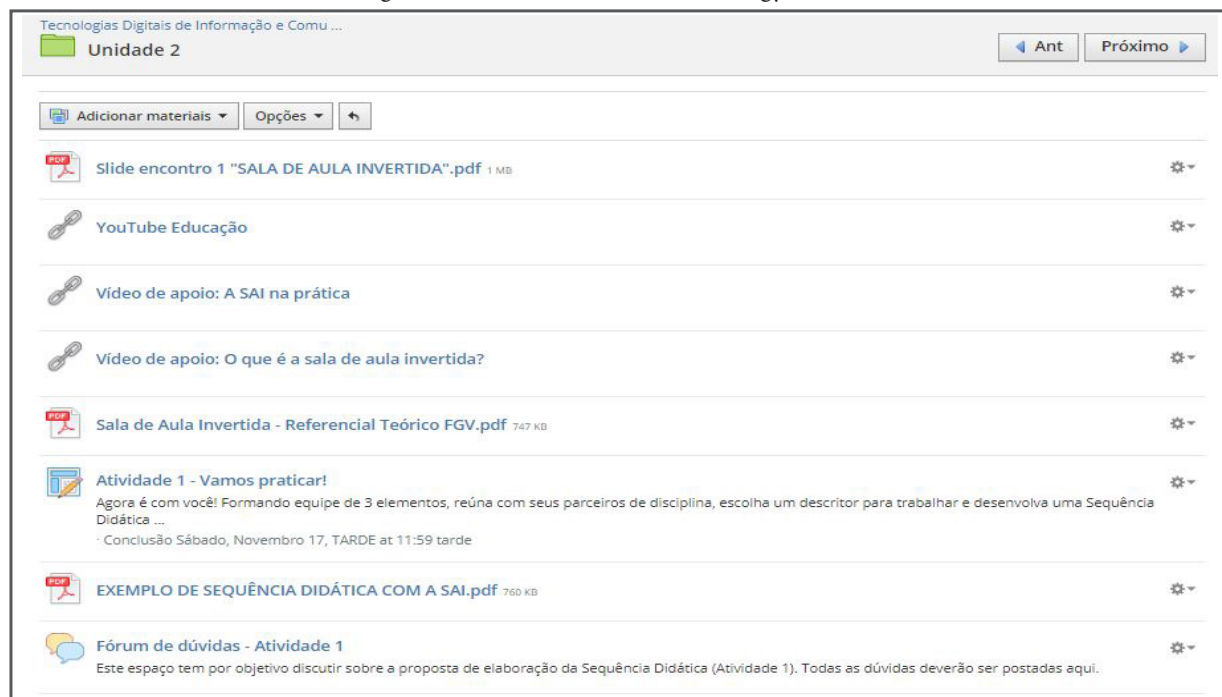 Tecnologias Digitais de Informação e Comu ...
Unidade 2
Ant
Próximo
Adicionar materiais
Opções
Slide encontro 1 "SALA DE AULA INVERTIDA".pdf 1 MB
YouTube Educação
Vídeo de apoio: A SAI na prática
Vídeo de apoio: O que é a sala de aula invertida?
Sala de Aula Invertida - Referencial Teórico FGV.pdf 747 KB
Atividade 1 - Vamos praticar!
Agora é com você! Formando equipe de 3 elementos, reúna com seus parceiros de disciplina, escolha um descritor para trabalhar e desenvolva uma Sequência
Didática ...
· Conclusão Sábado, Novembro 17, TARDE at 11:59 tarde
EXEMPLO DE SEQUÊNCIA DIDÁTICA COM A SAI.pdf 760 KB
Fórum de dúvidas - Atividade 1
Este espaço tem por objetivo discutir sobre a proposta de elaboração da Sequência Didática (Atividade 1). Todas as dúvidas deverão ser postadas aqui.